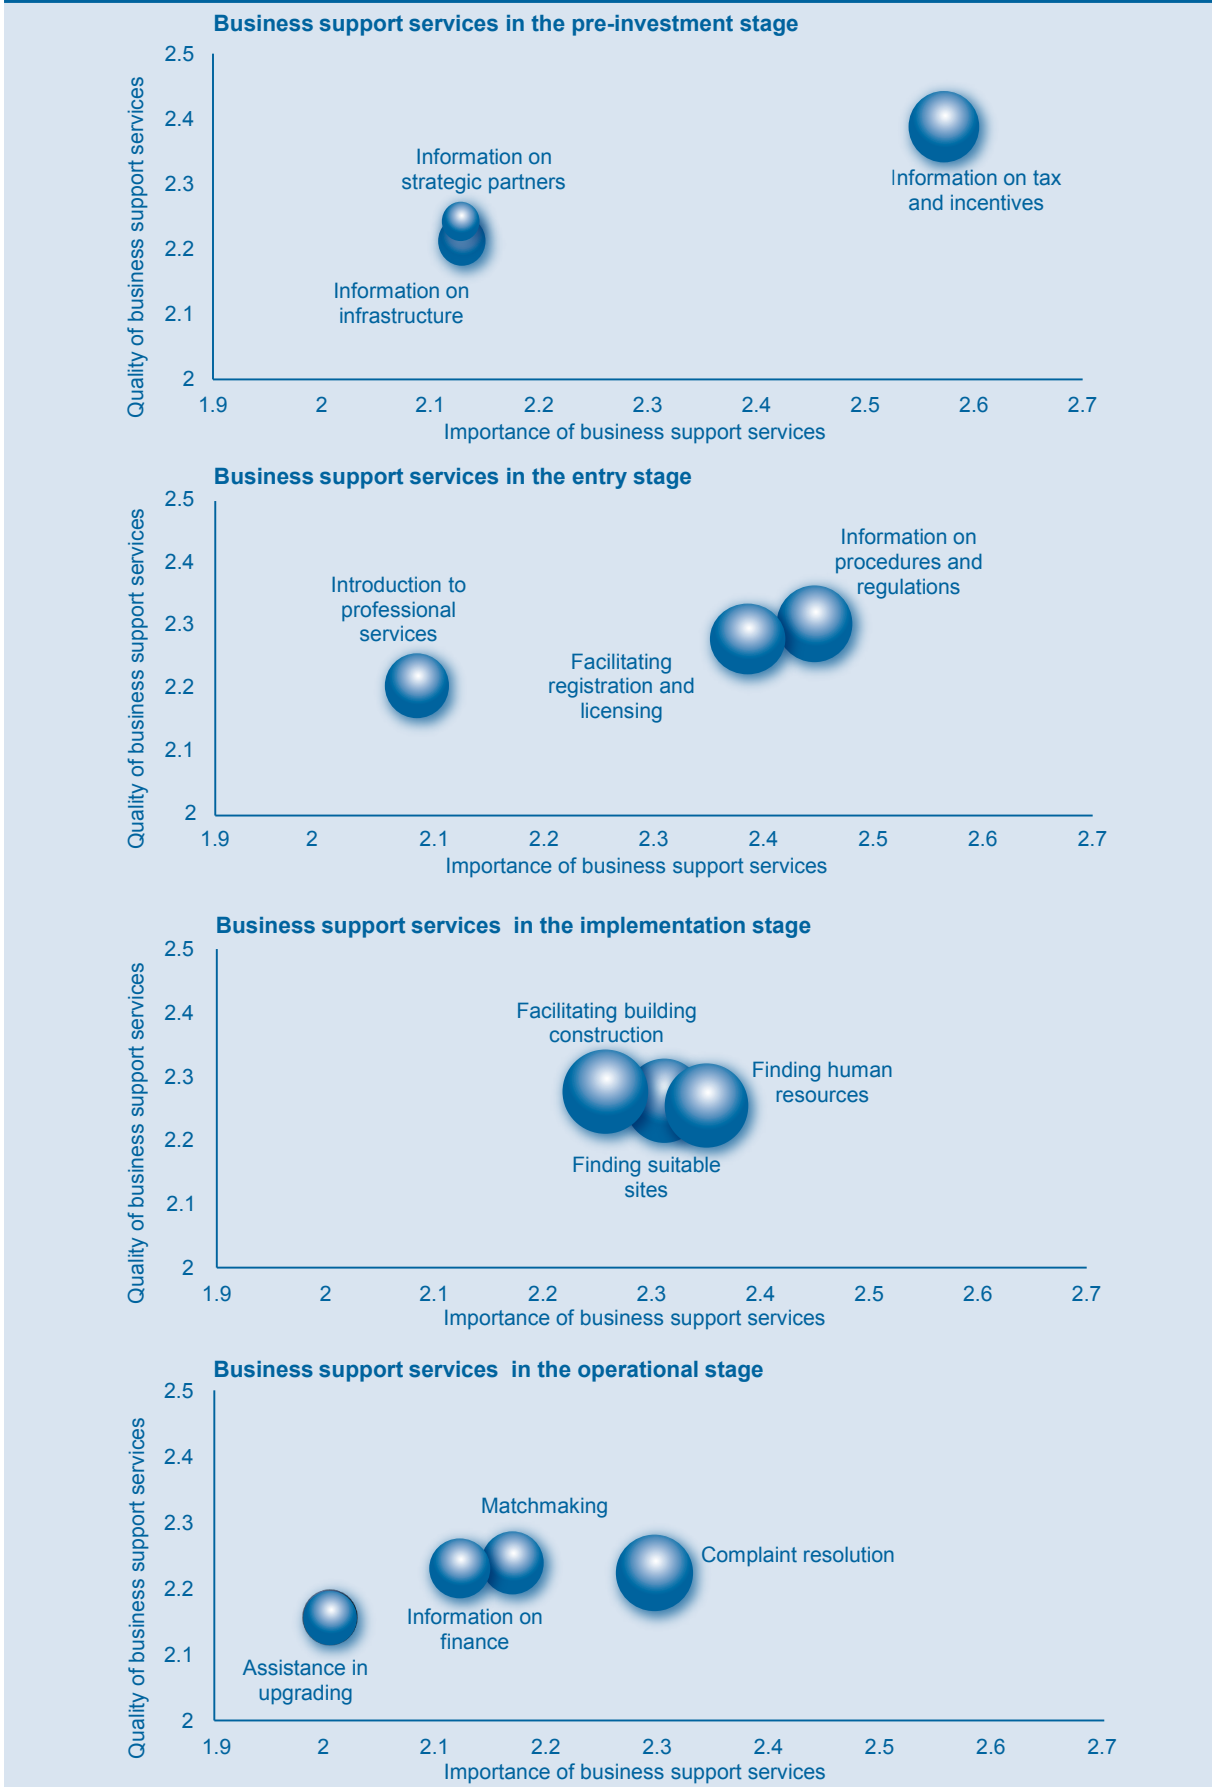 Business support services in the pre-investment stage
Quality of business support services
2.5
2.4
2.3
2.2
2.1
2
Information on
strategic partners
Information on tax
and incentives
Information on
infrastructure
1.9 2 2.1 2.2 2.3 2.4 2.5 2.6 2.7
Importance of business support services
Business support services in the entry stage
Quality of business support services
2.5
2.4
2.3
2.2
2.1
2
Information on
procedures and
regulations
Introduction to
professional
services
Facilitating
registration and
licensing
1.9 2 2.1 2.2 2.3 2.4 2.5 2.6 2.7
Importance of business support services
Business support services in the implementation stage
Quality of business support services
2.5
2.4
2.3
2.2
2.1
2
Facilitating building
construction
Finding human
resources
Finding suitable
sites
1.9 2 2.1 2.2 2.3 2.4 2.5 2.6 2.7
Importance of business support services
Business support services in the operational stage
Quality of business support services
2.5
2.4
2.3
2.2
2.1
2
Matchmaking
Complaint resolution
Information on
finance
Assistance in
upgrading
1.9 2 2.1 2.2 2.3 2.4 2.5 2.6 2.7
Importance of business support services